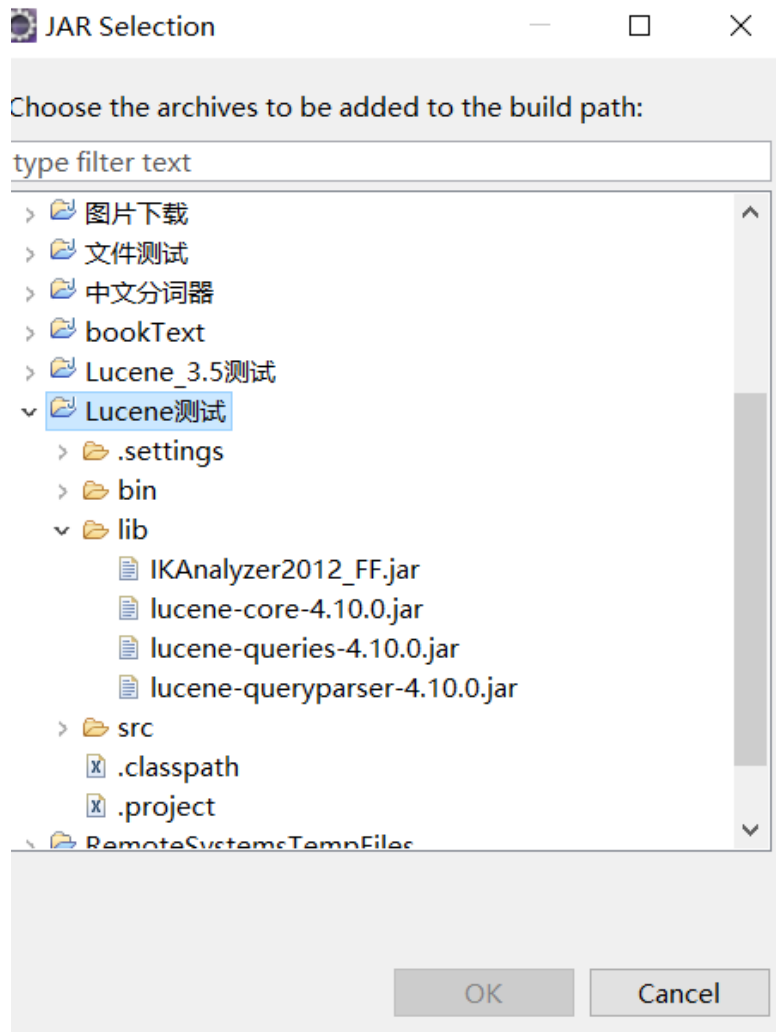 JAR Selection
Choose the archives to be added to the build path:
type filter text
图片下载
文件测试
中文分词器
bookText
Lucene_3.5测试
Lucene测试
.settings
bin
lib
IKAnalyzer2012_FF.jar
lucene-core-4.10.0.jar
lucene-queries-4.10.0.jar
lucene-queryparser-4.10.0.jar
src
.classpath
.project
RemoteSystemsTempFiles
OK
Cancel